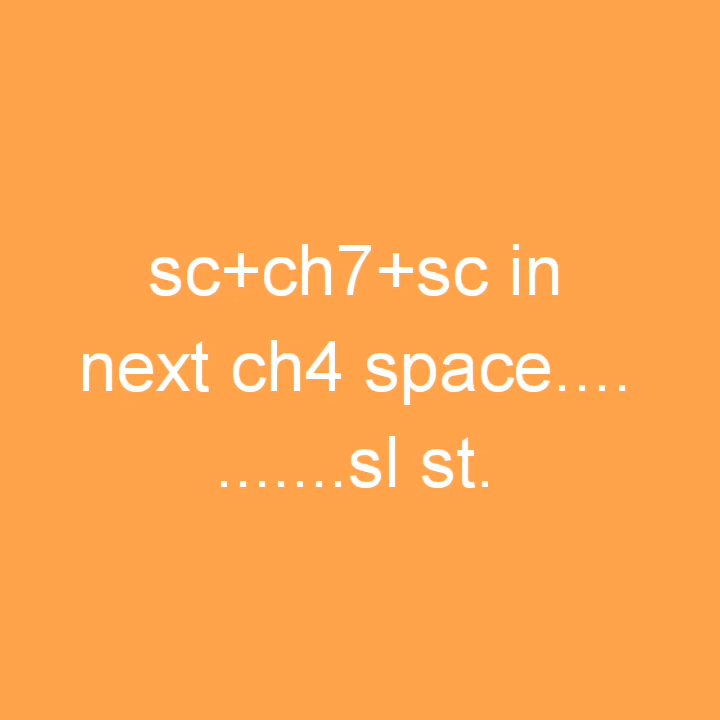 sc+ch7+sc in
next ch4 space....
.......sl st.